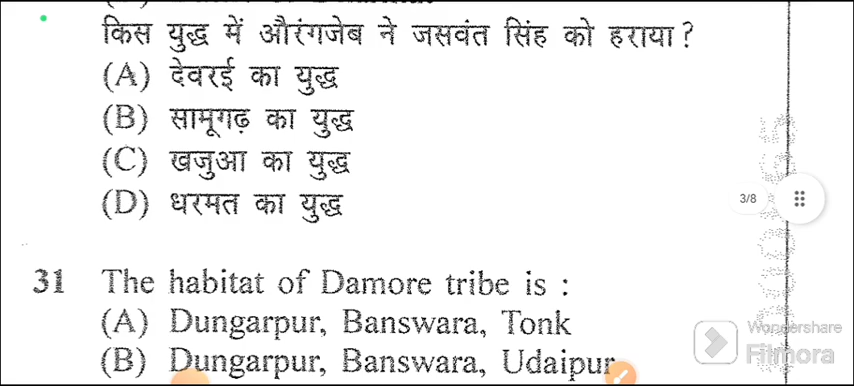 किस युद्ध में औरंगजेब ने जसवंत सिंह को हराया ?
(A) देवरई का युद्ध
(B) सामूगढ़ का युद्ध
(C) खजुआ का युद्ध
(D) धरमत का युद्ध
3/8
31 The habitat of Damore tribe is :
(A) Dungarpur, Banswara, Tonk
(B) Dungarpur, Banswara, Udaipur
Wondershare
Filmora